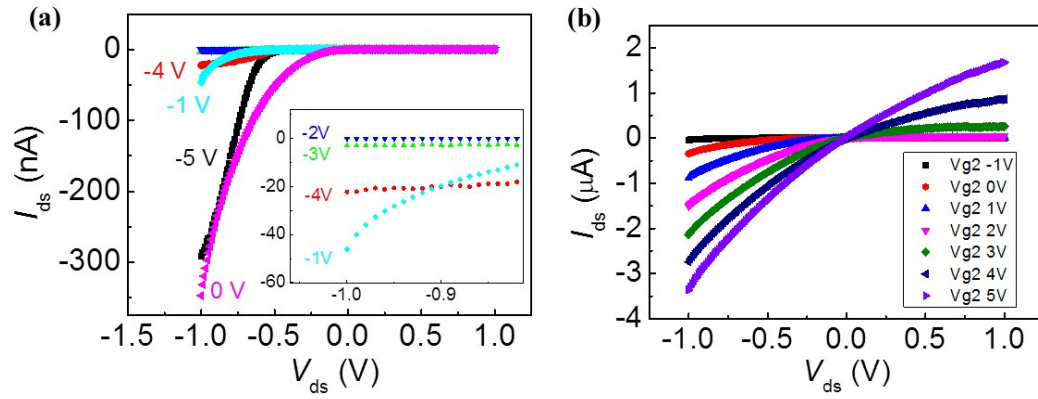 (a)
0
-100
-200
-300
I_ds (nA)
-4 V
-1 V
-5 V
0 V
-2V
-3V
-4V
-1V
0
-20
-40
-60
-1.0
-0.9
-1.5
-1.0
-0.5
0.0
0.5
1.0
V_ds (V)
(b)
2
1
0
-1
-2
-3
-4
I_ds (μA)
Vg2 -1V
Vg2 0V
Vg2 1V
Vg2 2V
Vg2 3V
Vg2 4V
Vg2 5V
-1.0
-0.5
0.0
0.5
1.0
V_ds (V)